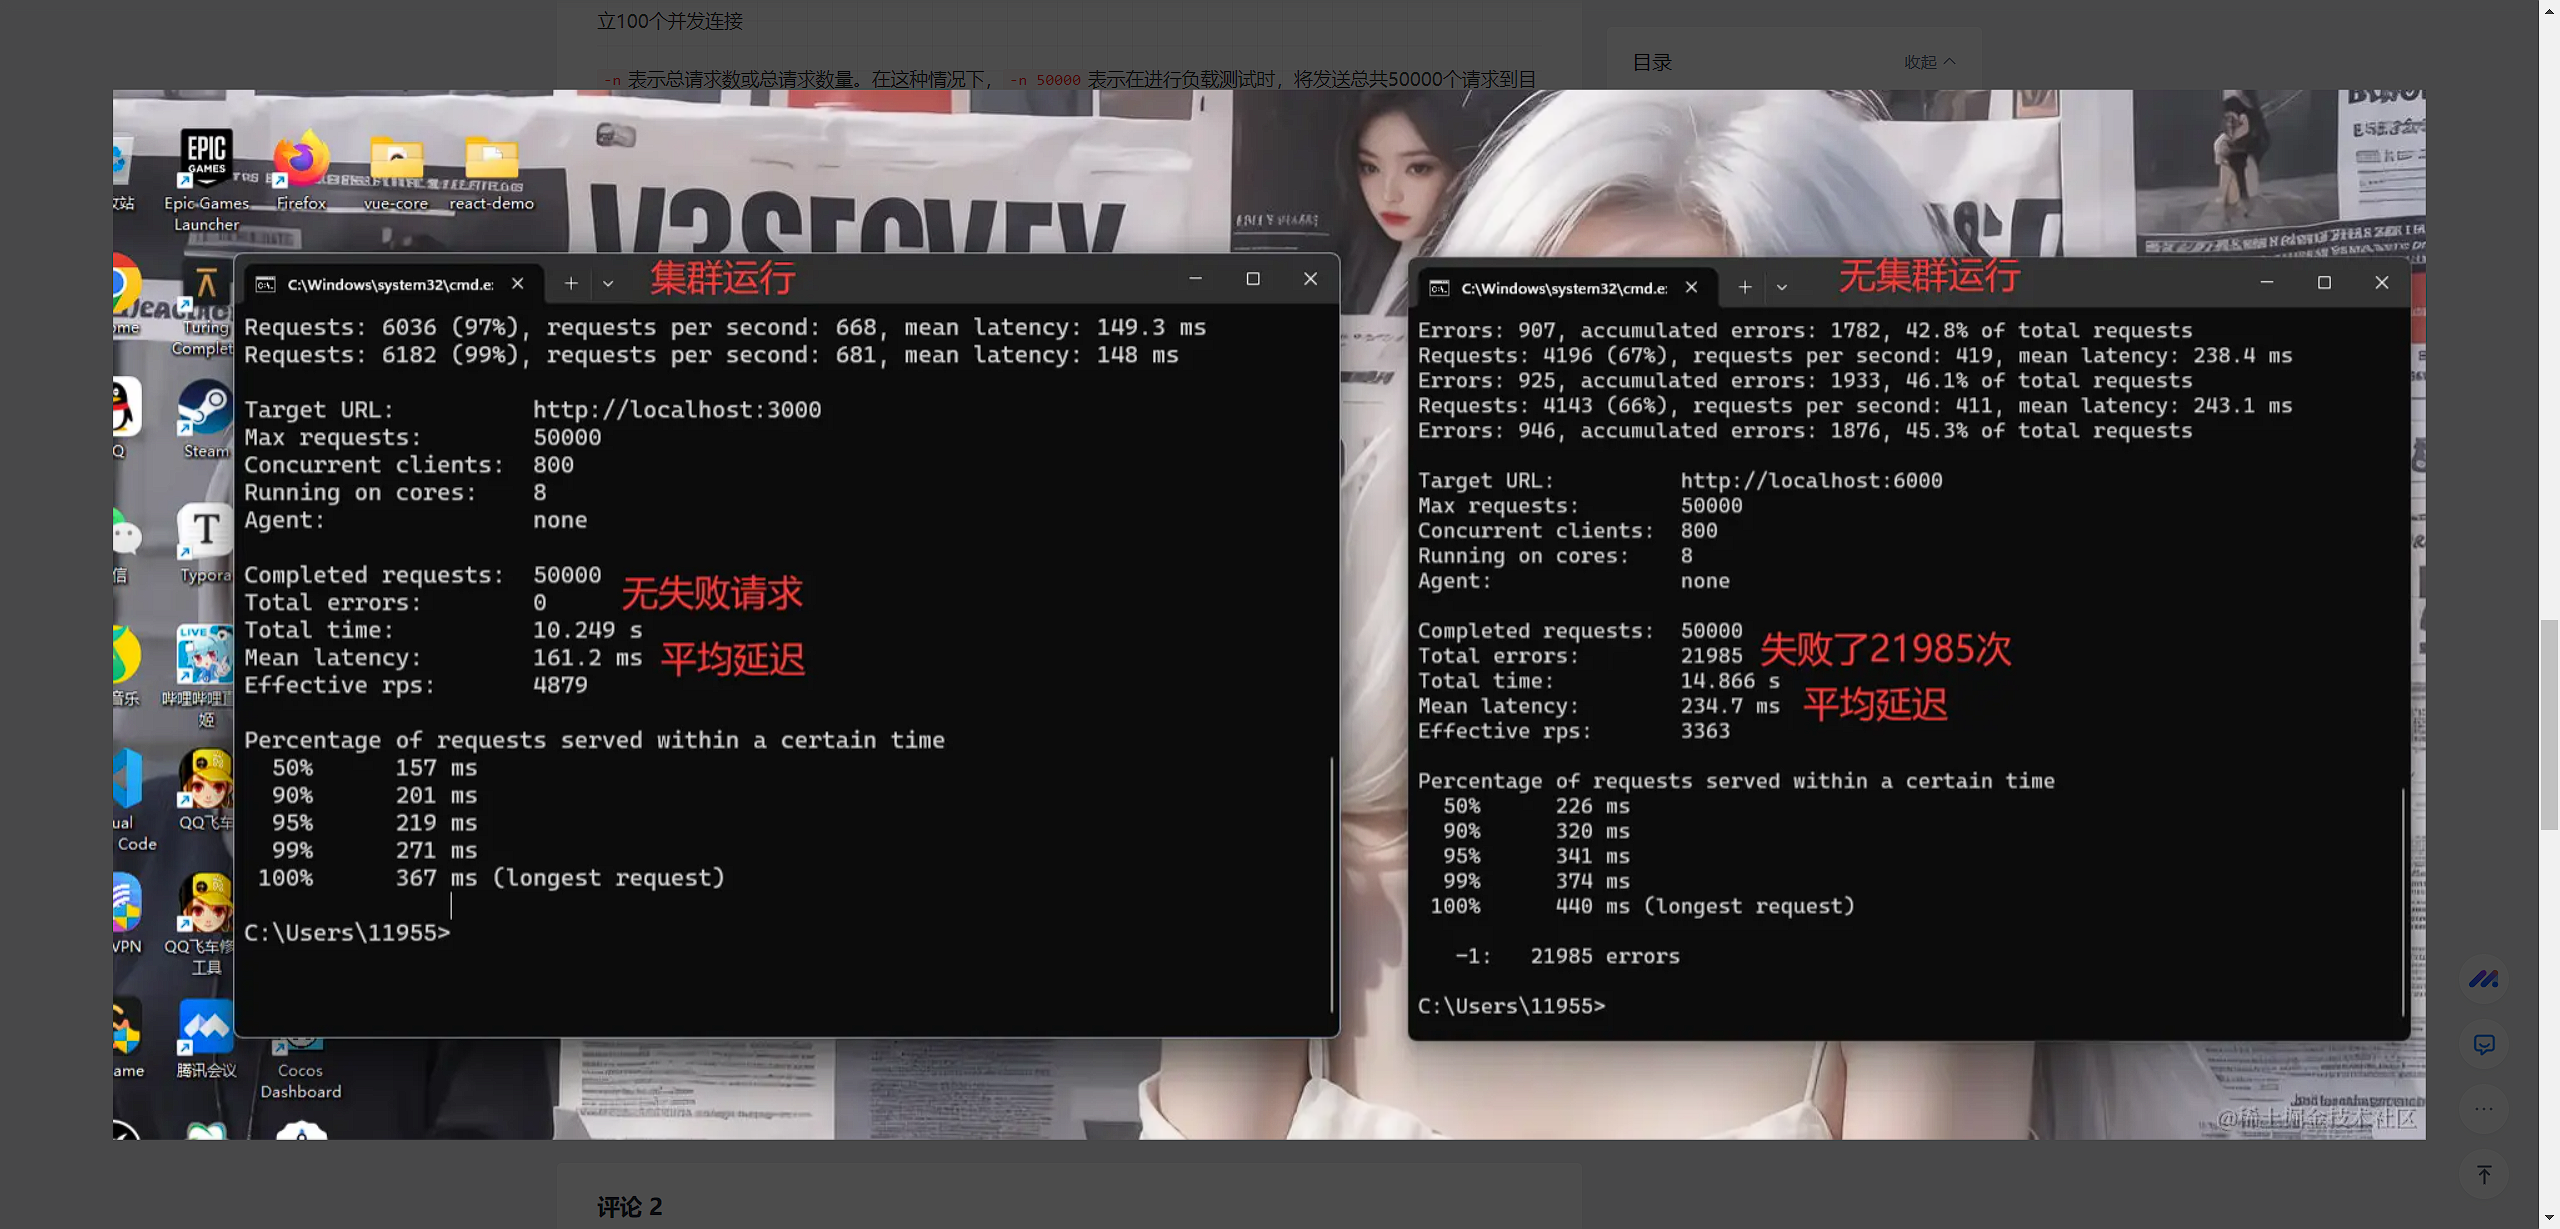 立100个并发连接
-n 表示总请求数或总请求数量。在这种情况下， -n 50000 表示在进行负载测试时，将发送总共50000个请求到目
目录
收起
EPIC
GAMES
Epic Games
Launcher
Firefox
vue-core
react-demo
Turing
Complet
Steam
Typora
LIVE
哔哩哔哩直
姬
ual
Code
QQ飞车
VPN
QQ飞车修
工具
ame
腾讯会议
Cocos
Dashboard
C:\Windows\system32\cmd.e:
集群运行
Requests: 6036 (97%), requests per second: 668, mean latency: 149.3 ms
Requests: 6182 (99%), requests per second: 681, mean latency: 148 ms
Target URL: http://localhost:3000
Max requests: 50000
Concurrent clients: 800
Running on cores: 8
Agent: none
Completed requests: 50000
Total errors: 0
无失败请求
Total time: 10.249 s
Mean latency: 161.2 ms
平均延迟
Effective rps: 4879
Percentage of requests served within a certain time
50% 157 ms
90% 201 ms
95% 219 ms
99% 271 ms
100% 367 ms (longest request)
C:\Users\11955>
C:\Windows\system32\cmd.e:
无集群运行
Errors: 907, accumulated errors: 1782, 42.8% of total requests
Requests: 4196 (67%), requests per second: 419, mean latency: 238.4 ms
Errors: 925, accumulated errors: 1933, 46.1% of total requests
Requests: 4143 (66%), requests per second: 411, mean latency: 243.1 ms
Errors: 946, accumulated errors: 1876, 45.3% of total requests
Target URL: http://localhost:6000
Max requests: 50000
Concurrent clients: 800
Running on cores: 8
Agent: none
Completed requests: 50000
Total errors: 21985
失败了21985次
Total time: 14.866 s
Mean latency: 234.7 ms
平均延迟
Effective rps: 3363
Percentage of requests served within a certain time
50% 226 ms
90% 320 ms
95% 341 ms
99% 374 ms
100% 440 ms (longest request)
-1: 21985 errors
C:\Users\11955>
@稀土掘金技术社区
评论 2